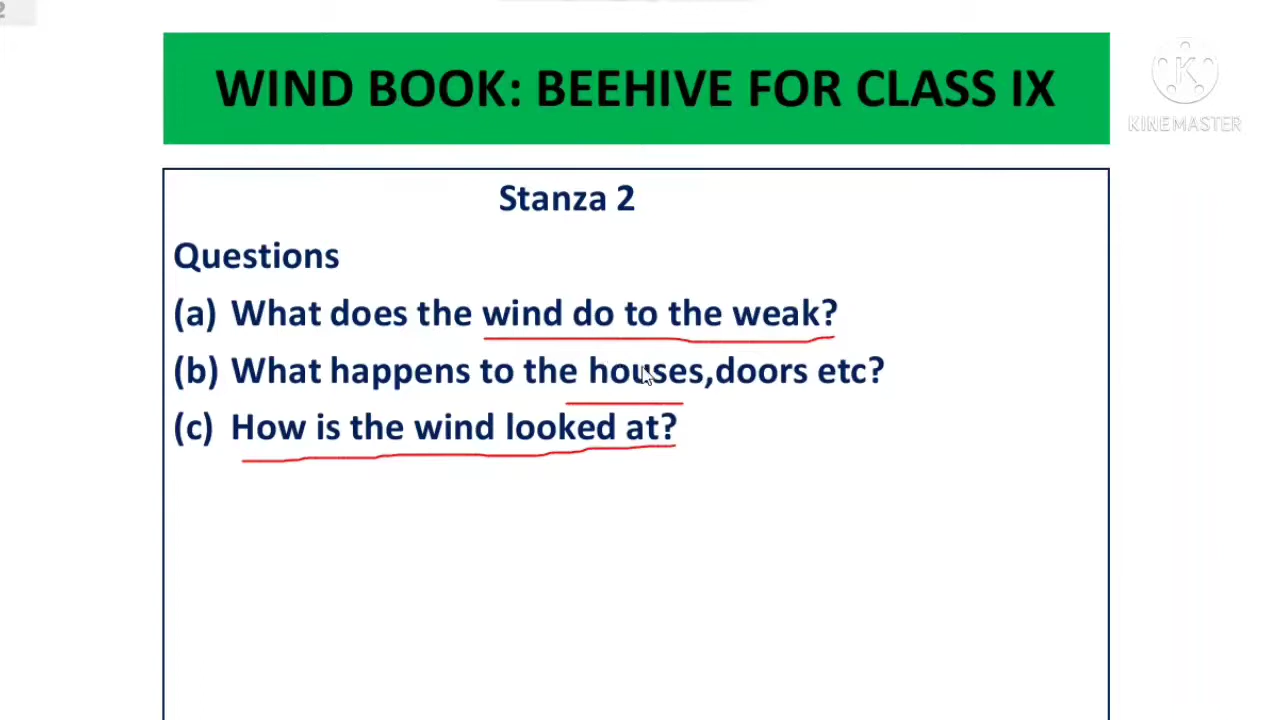 2
WIND BOOK: BEEHIVE FOR CLASS IX
KINEMASTER
Stanza 2
Questions
(a) What does the wind do to the weak?
(b) What happens to the houses,doors etc?
(c) How is the wind looked at?